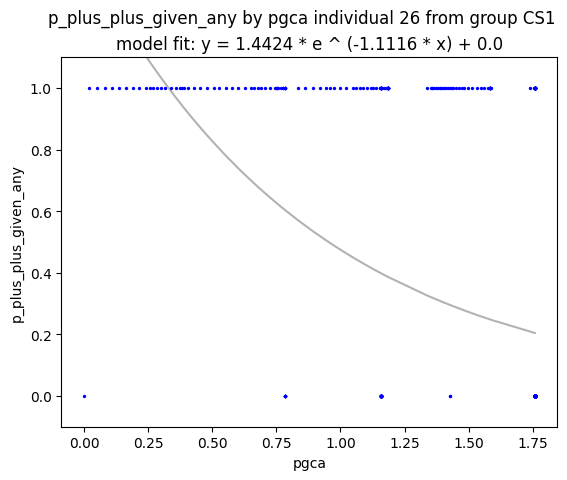 p_plus_plus_given_any by pgca individual 26 from group CS1
model fit: y = 1.4424 * e ^ (-1.1116 * x) + 0.0
1.0
0.8
0.6
0.4
0.2
0.0
p_plus_plus_given_any
0.00 0.25 0.50 0.75 1.00 1.25 1.50 1.75
pgca